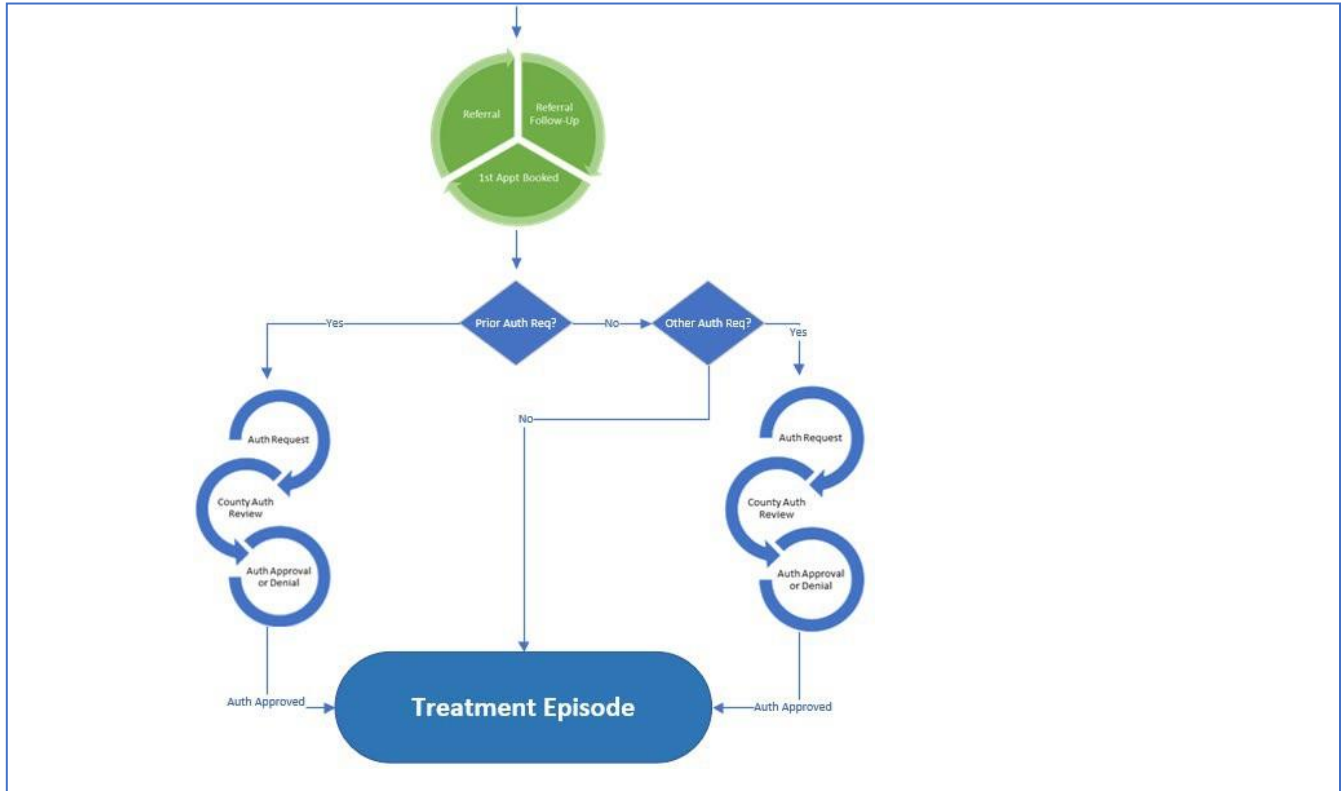 Referral
Referral
Follow-Up
1st Appt Booked
Prior Auth Req?
Other Auth Req?
Yes
No
Yes
No
Auth Request
County Auth
Review
Auth Approval
or Denial
Auth Request
County Auth
Review
Auth Approval
or Denial
Auth Approved
Treatment Episode
Auth Approved